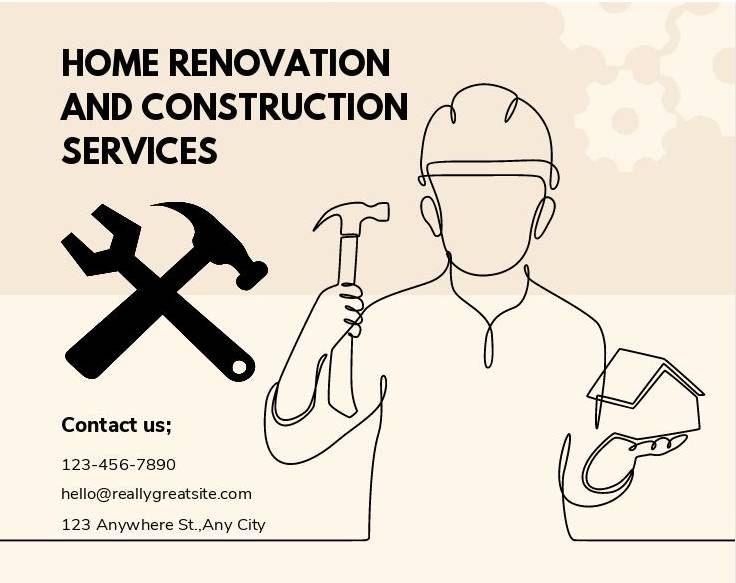 HOME RENOVATION
AND CONSTRUCTION
SERVICES
Contact us;
123-456-7890
hello@reallygreatsite.com
123 Anywhere St.,Any City